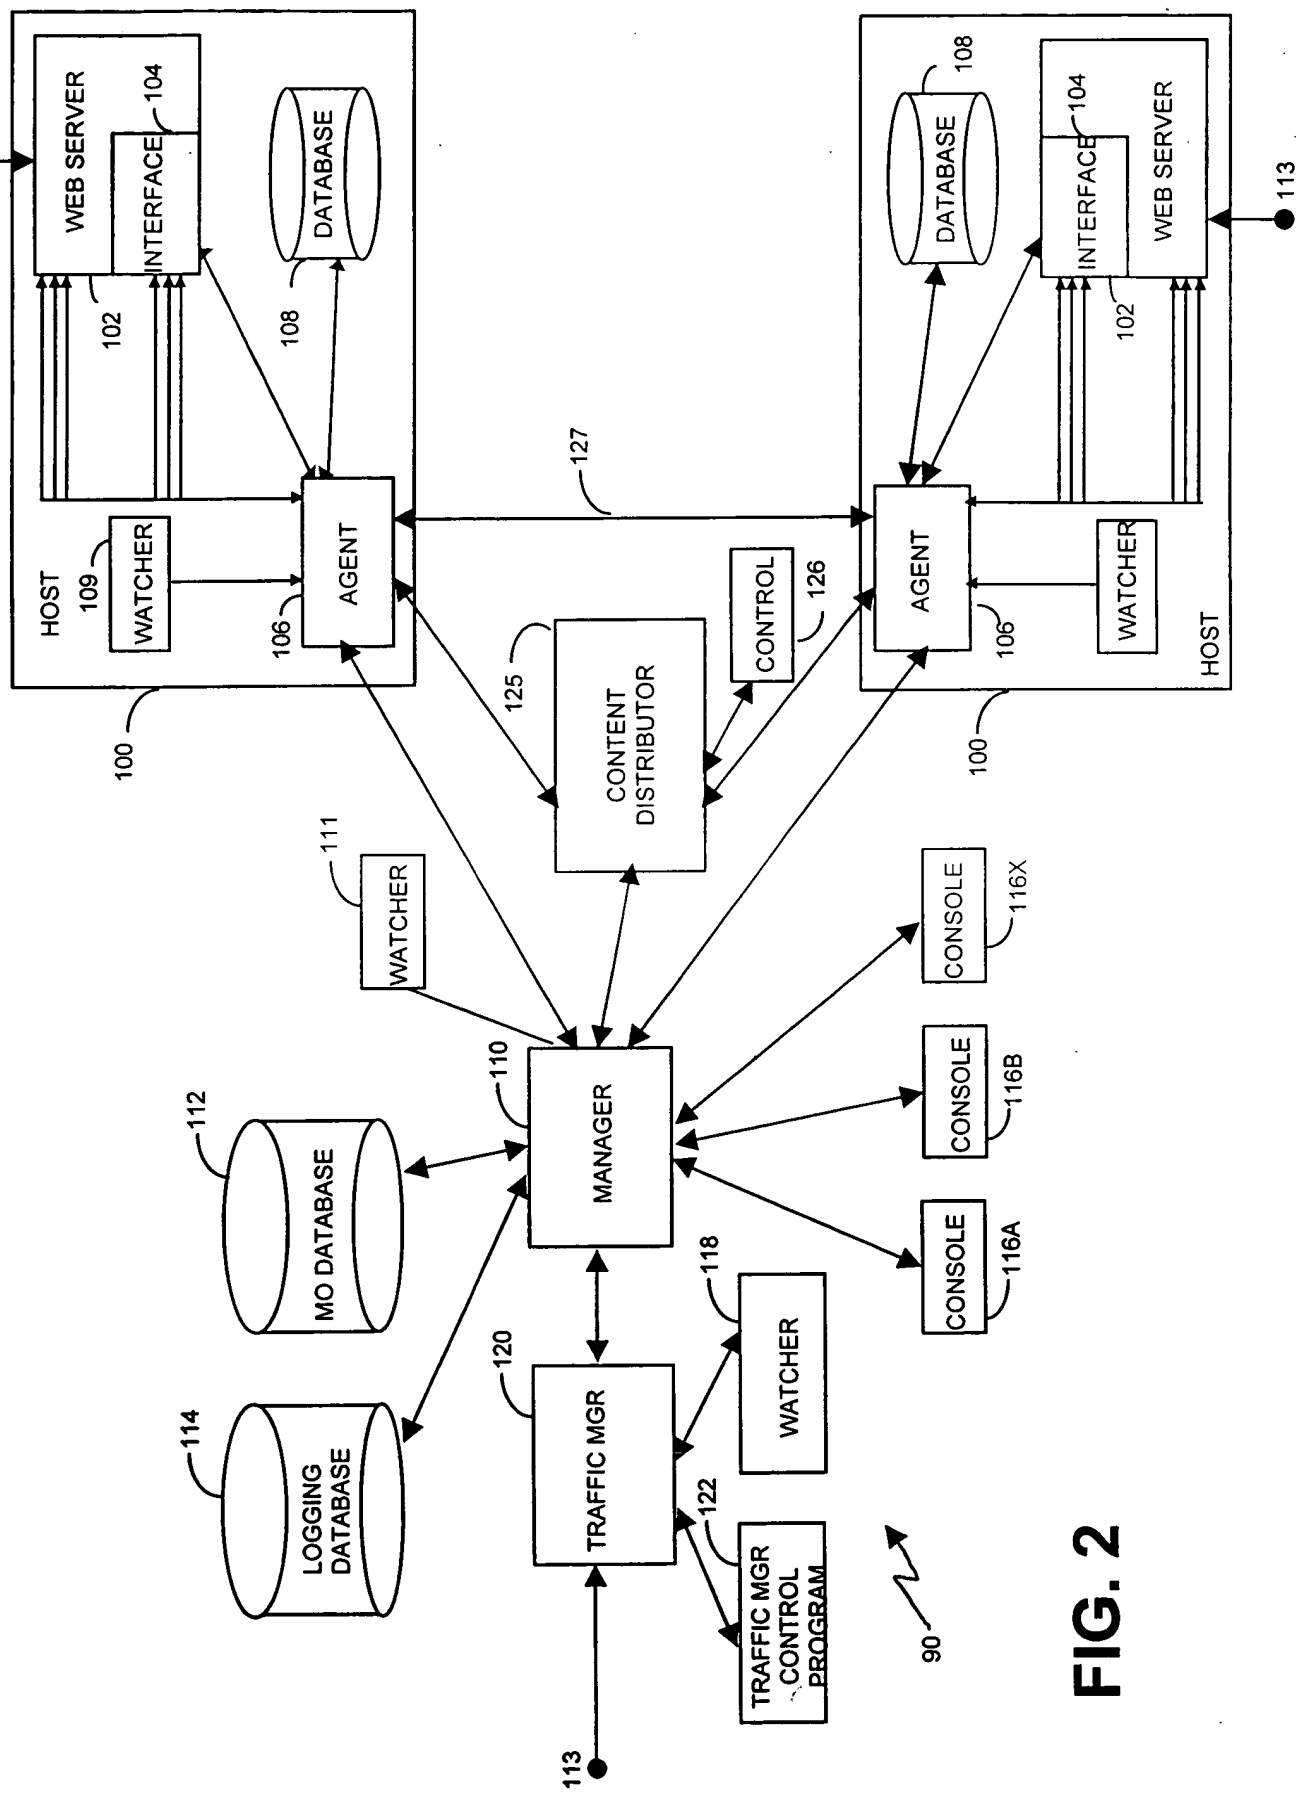 113
114
LOGGING
DATABASE
112
MO DATABASE
120
TRAFFIC MGR
110
MANAGER
111
WATCHER
122
TRAFFIC MGR
CONTROL
PROGRAM
118
WATCHER
CONSOLE
116A
CONSOLE
116B
CONSOLE
116X
125
CONTENT
DISTRIBUTOR
CONTROL
126
127
100
HOST
109
WATCHER
106
AGENT
102
WEB SERVER
INTERFACE
104
108
DATABASE
100
HOST
WATCHER
106
AGENT
108
DATABASE
102
INTERFACE
104
WEB SERVER
113
90
FIG. 2